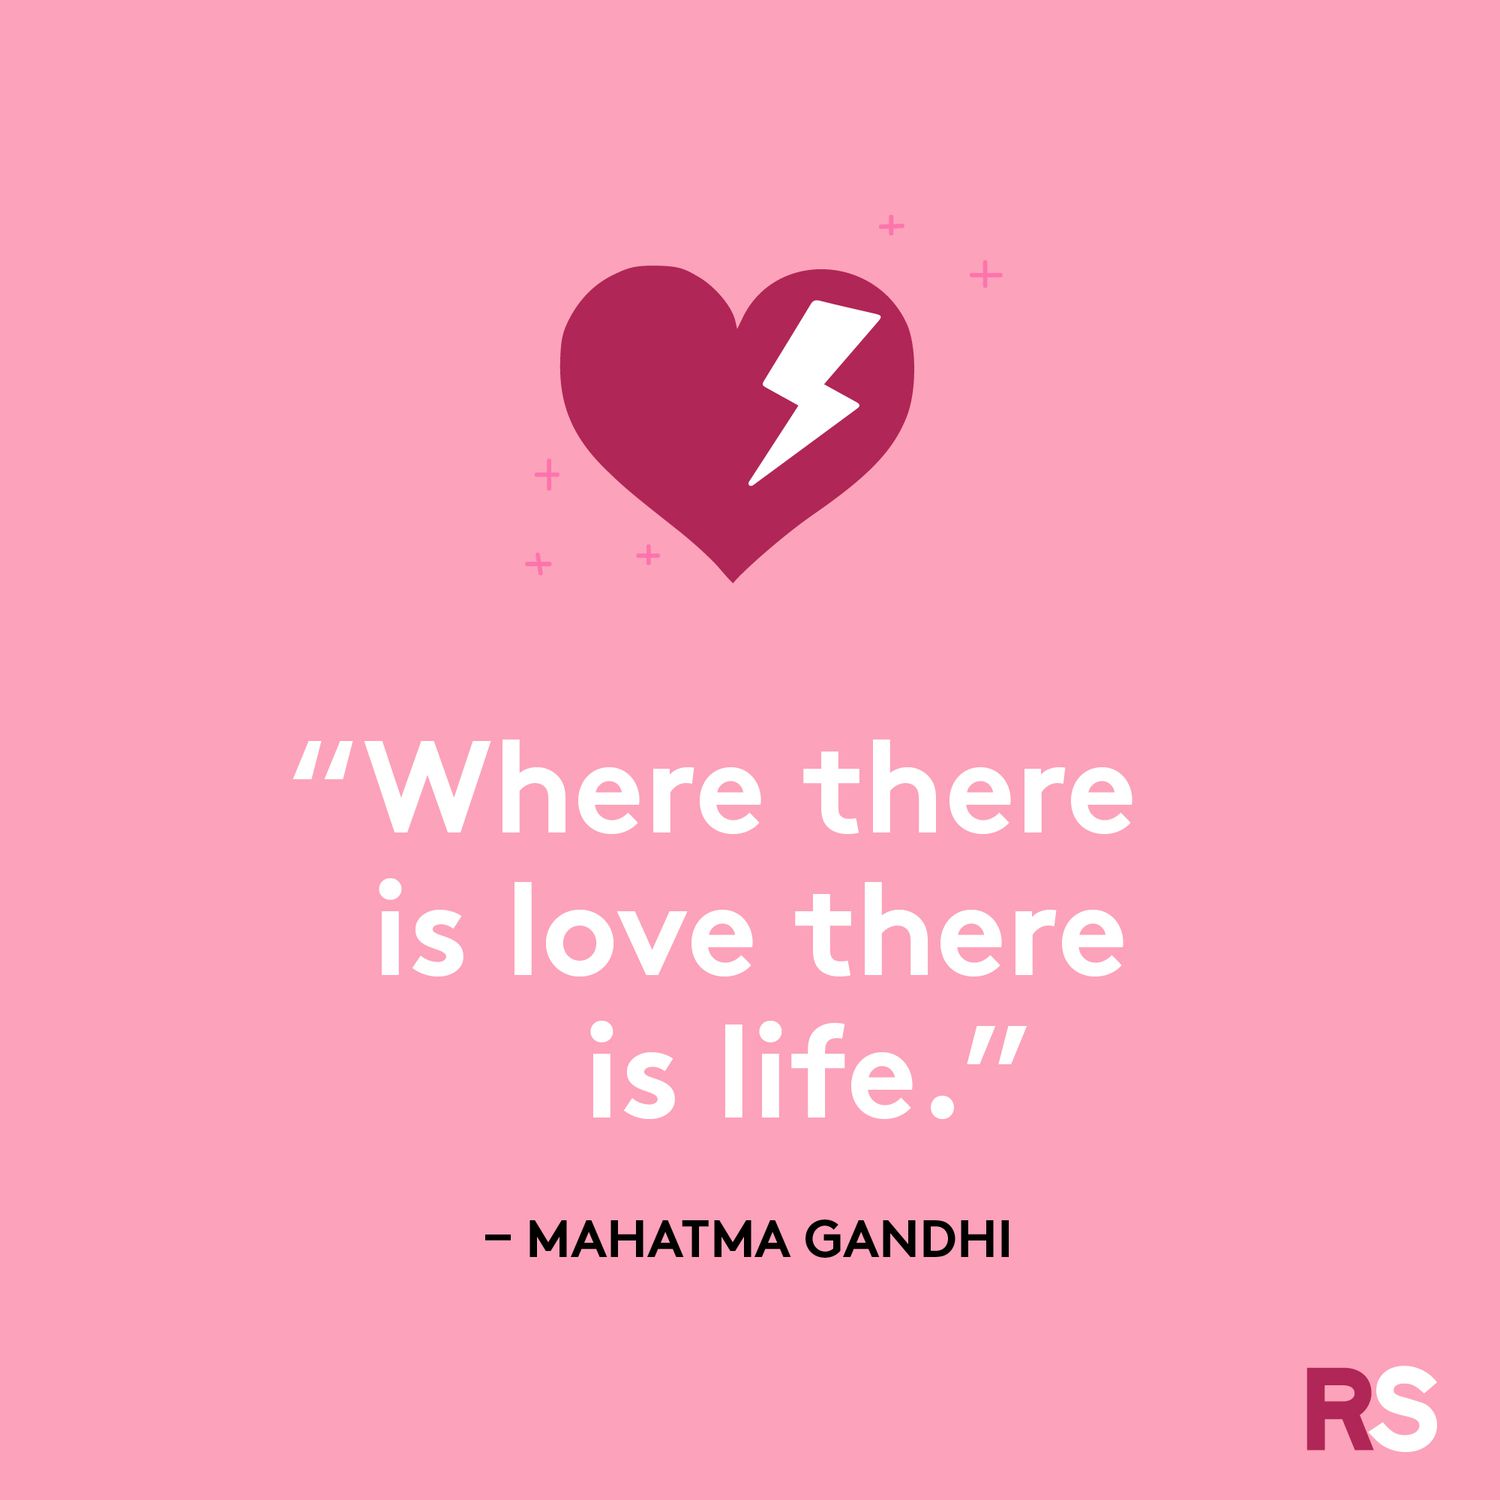 “Where there
is love there
is life.”
– MAHATMA GANDHI
RS